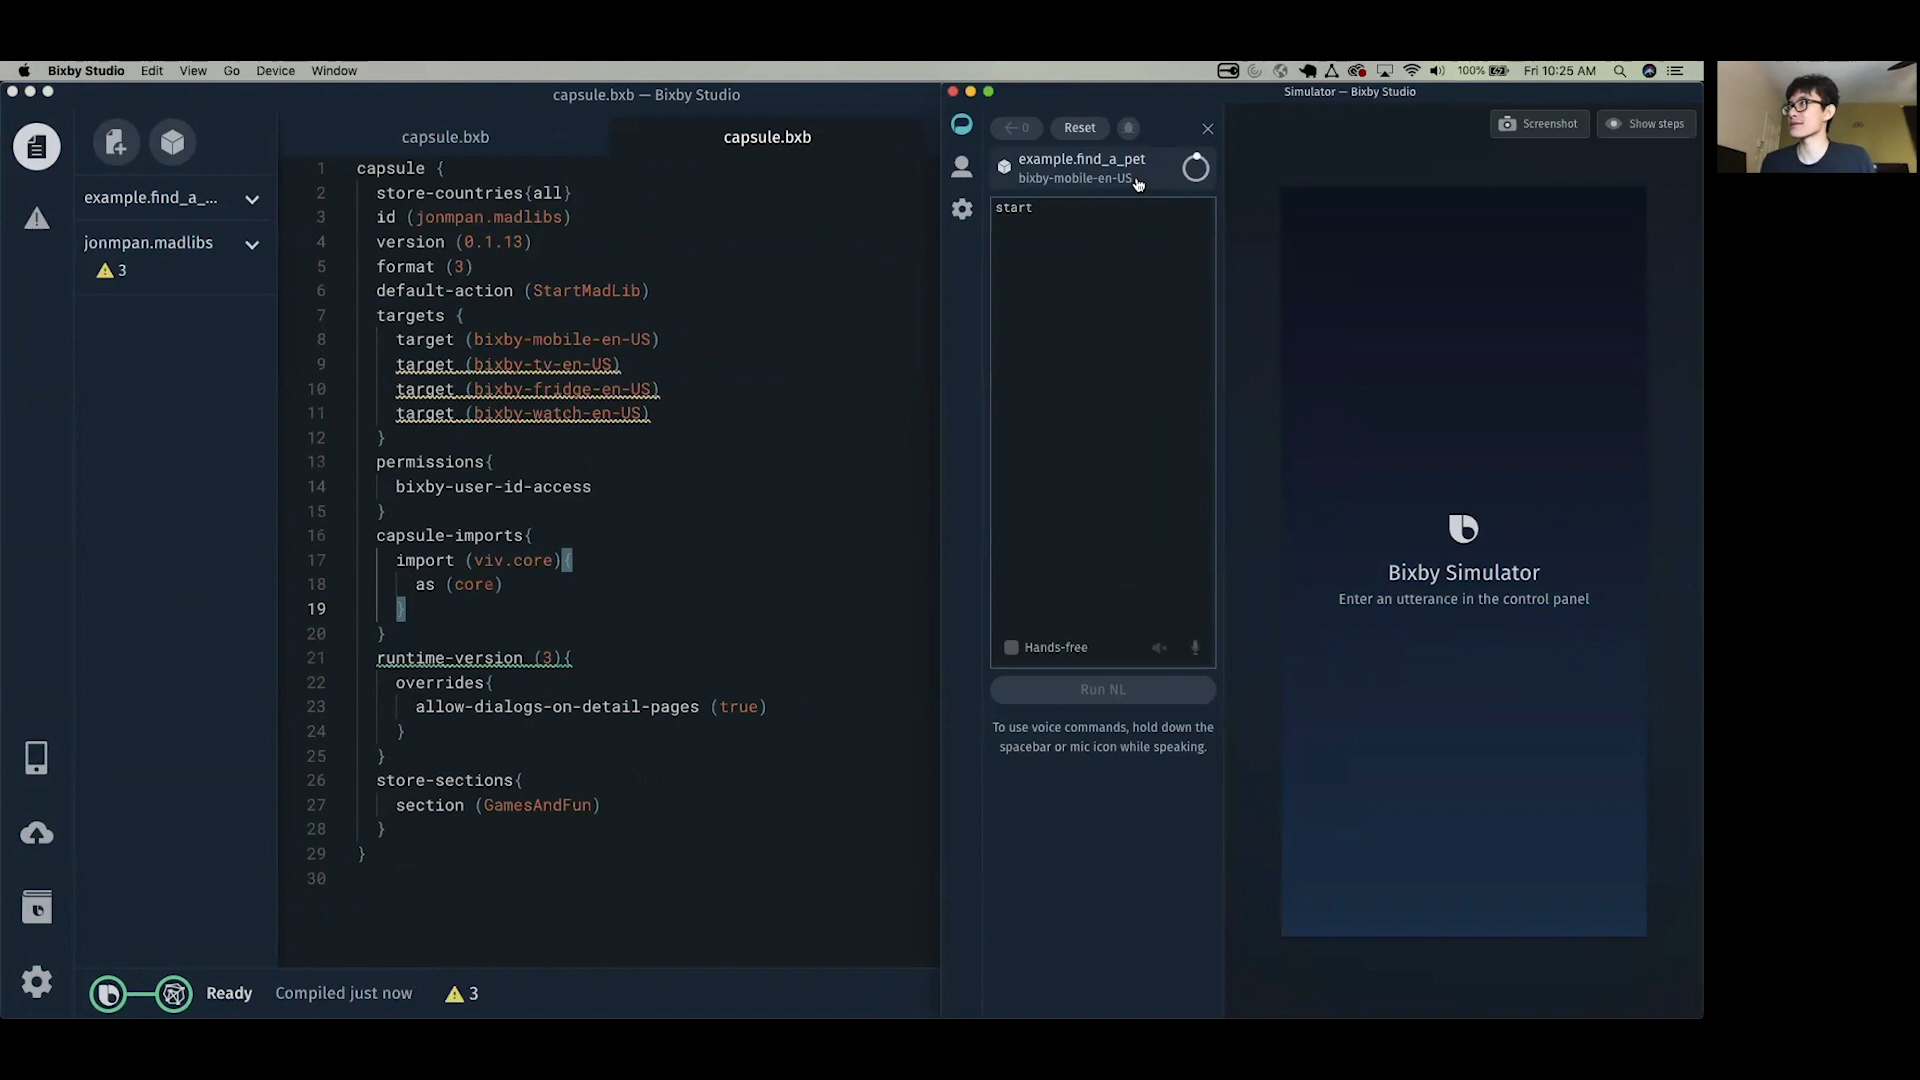 Bixby Studio Edit View Go Device Window
100% Fri 10:25 AM
capsule.bxb — Bixby Studio
Simulator — Bixby Studio
example.find_a_...
jonmpan.madlibs
3
capsule.bxb
capsule.bxb
1 capsule {
2 store-countries{all}
3 id (jonmpan.madlibs)
4 version (0.1.13)
5 format (3)
6 default-action (StartMadLib)
7 targets {
8 target (bixby-mobile-en-US)
9 target (bixby-tv-en-US)
10 target (bixby-fridge-en-US)
11 target (bixby-watch-en-US)
12 }
13 permissions{
14 bixby-user-id-access
15 }
16 capsule-imports{
17 import (viv.core){
18 as (core)
19 }
20 }
21 runtime-version (3){
22 overrides{
23 allow-dialogs-on-detail-pages (true)
24 }
25 }
26 store-sections{
27 section (GamesAndFun)
28 }
29 }
30
Ready Compiled just now 3
0 Reset
example.find_a_pet
bixby-mobile-en-US
start
Hands-free
Run NL
To use voice commands, hold down the
spacebar or mic icon while speaking.
Screenshot Show steps
Bixby Simulator
Enter an utterance in the control panel